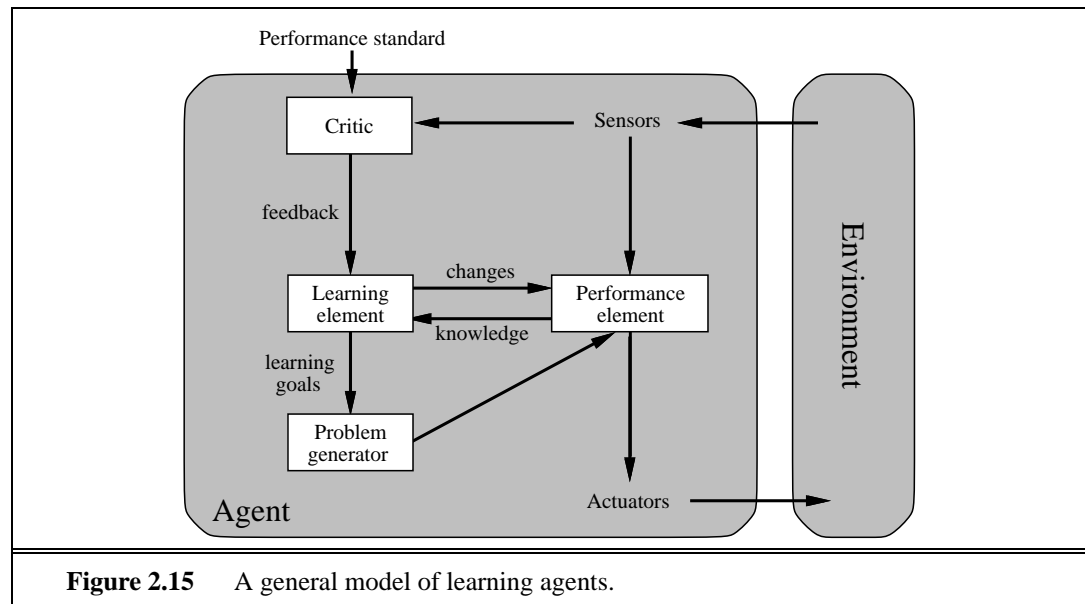 Performance standard
Critic
Sensors
feedback
changes
Learning
element
Performance
element
knowledge
learning
goals
Problem
generator
Agent
Actuators
Environment
Figure 2.15 A general model of learning agents.